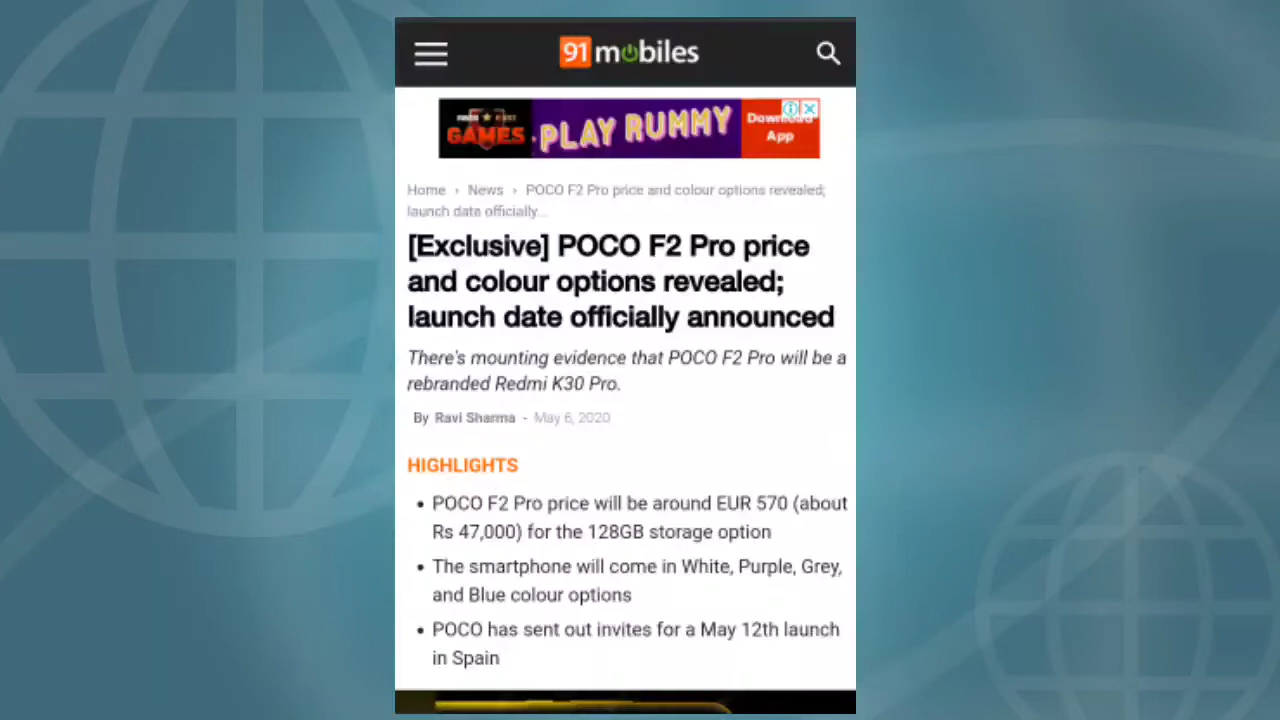 91mobiles
GAMES
PLAY RUMMY
Download
App
Home › News › POCO F2 Pro price and colour options revealed;
launch date officially...
[Exclusive] POCO F2 Pro price
and colour options revealed;
launch date officially announced
There's mounting evidence that POCO F2 Pro will be a
rebranded Redmi K30 Pro.
By Ravi Sharma - May 6, 2020
HIGHLIGHTS
• POCO F2 Pro price will be around EUR 570 (about
Rs 47,000) for the 128GB storage option
• The smartphone will come in White, Purple, Grey,
and Blue colour options
• POCO has sent out invites for a May 12th launch
in Spain